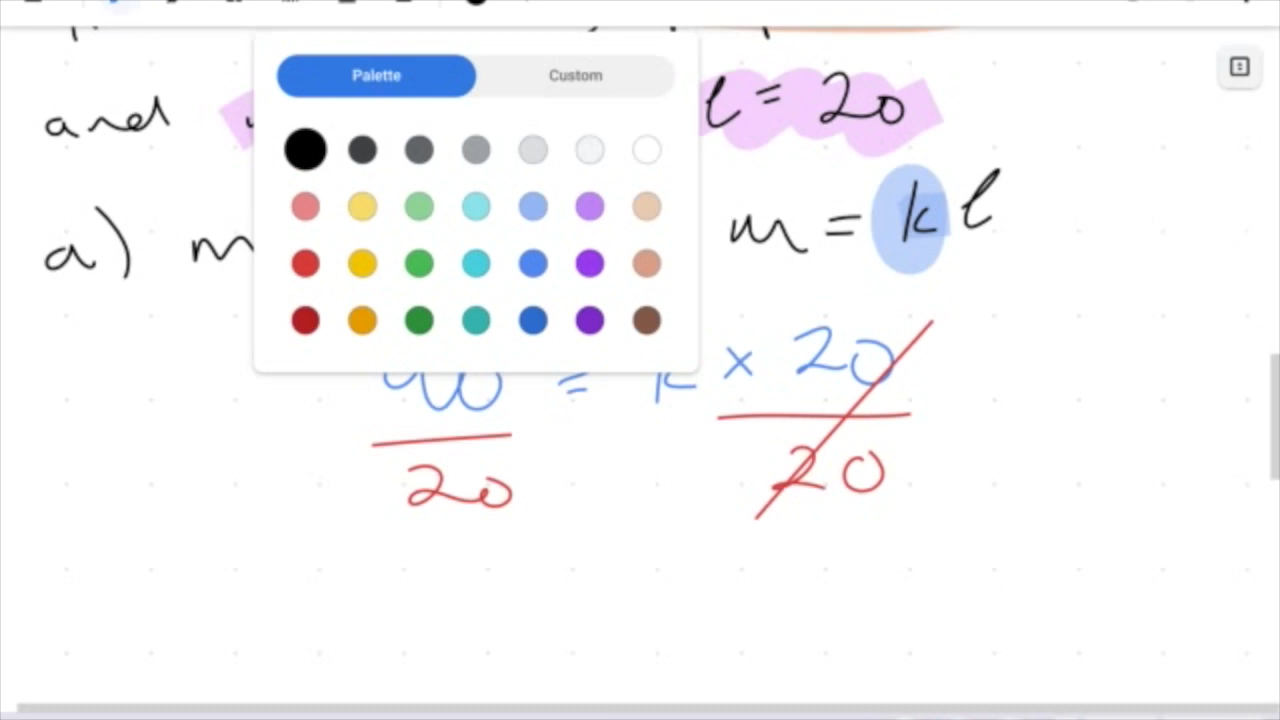 Palette Custom
and l = 20
a) m m = kl
= k × 20
20 20